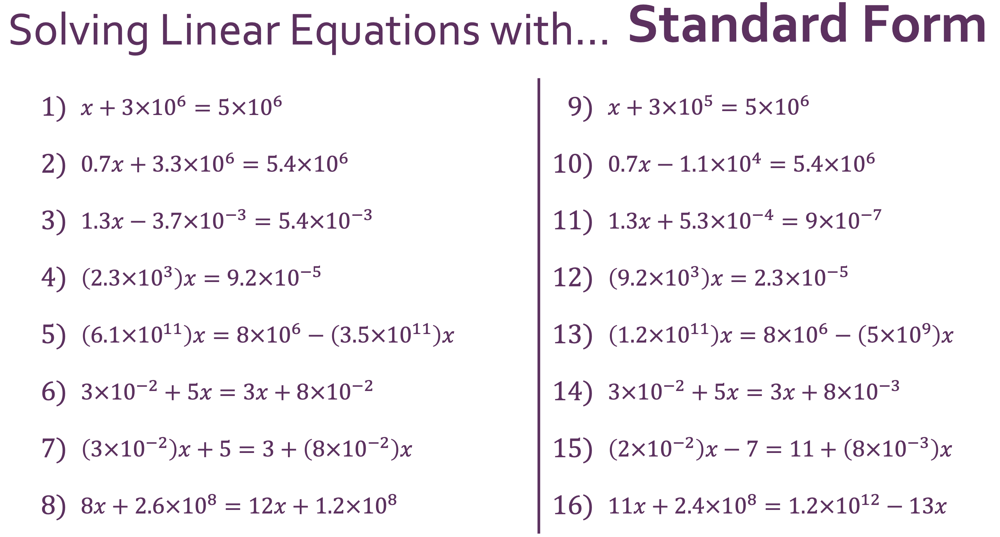 Solving Linear Equations with... Standard Form
1) x + 3×10⁶ = 5×10⁶
2) 0.7x + 3.3×10⁶ = 5.4×10⁶
3) 1.3x − 3.7×10⁻³ = 5.4×10⁻³
4) (2.3×10³)x = 9.2×10⁻⁵
5) (6.1×10¹¹)x = 8×10⁶ − (3.5×10¹¹)x
6) 3×10⁻² + 5x = 3x + 8×10⁻²
7) (3×10⁻²)x + 5 = 3 + (8×10⁻²)x
8) 8x + 2.6×10⁸ = 12x + 1.2×10⁸
9) x + 3×10⁵ = 5×10⁶
10) 0.7x − 1.1×10⁴ = 5.4×10⁶
11) 1.3x + 5.3×10⁻⁴ = 9×10⁻⁷
12) (9.2×10³)x = 2.3×10⁻⁵
13) (1.2×10¹¹)x = 8×10⁶ − (5×10⁹)x
14) 3×10⁻² + 5x = 3x + 8×10⁻³
15) (2×10⁻²)x − 7 = 11 + (8×10⁻³)x
16) 11x + 2.4×10⁸ = 1.2×10¹² − 13x